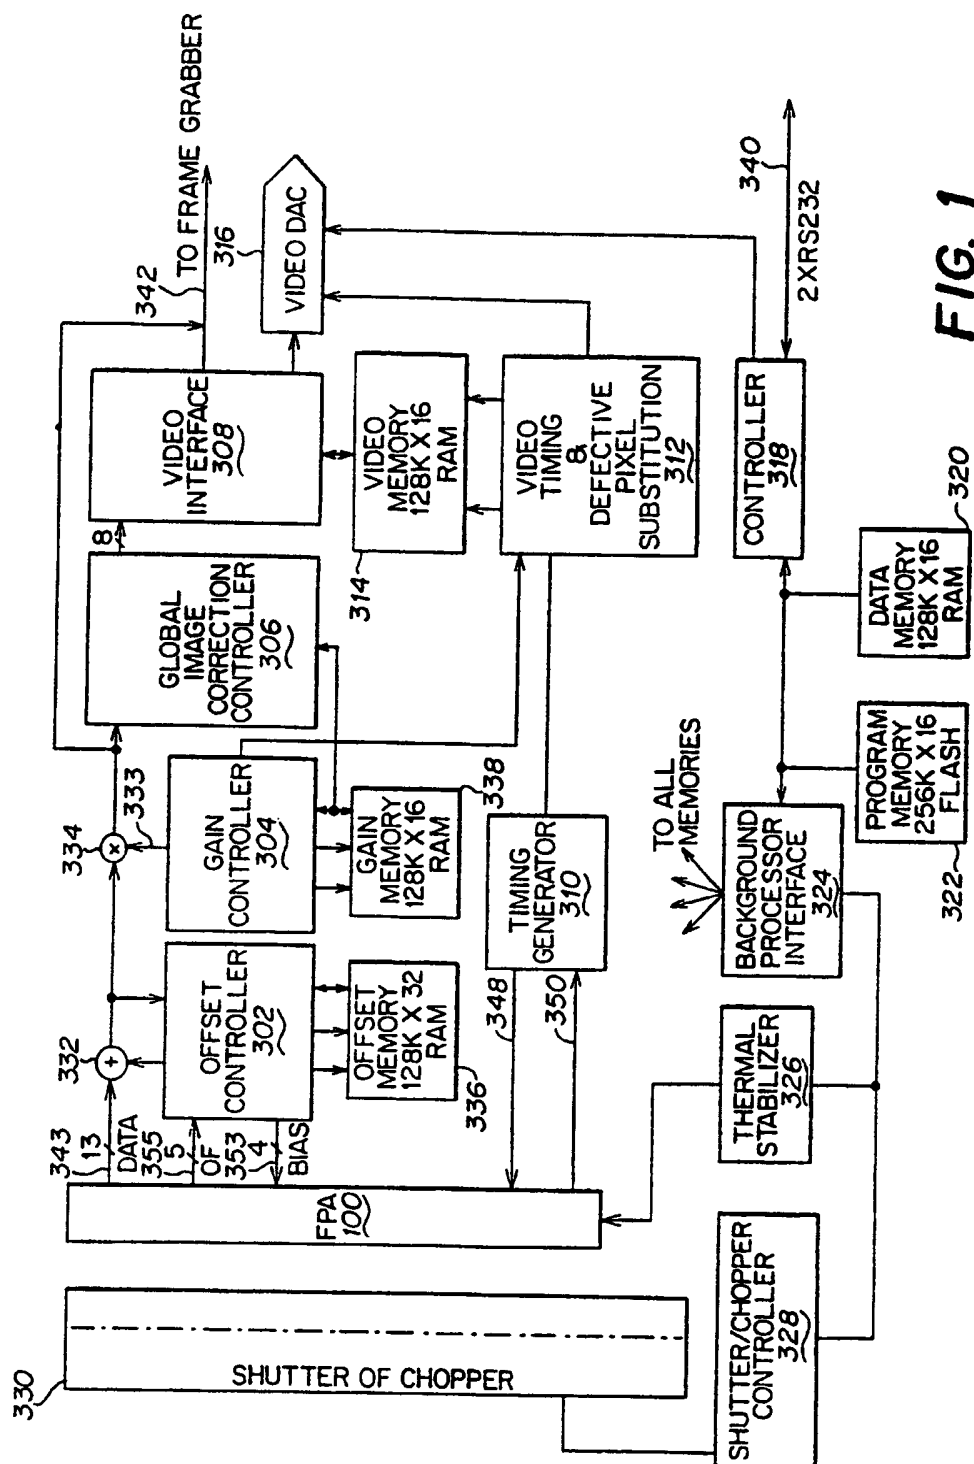 330
SHUTTER OF CHOPPER
SHUTTER/CHOPPER
CONTROLLER
328
FPA
100
343
13
DATA
355
5
OF
353
4
BIAS
332
+
OFFSET
CONTROLLER
302
OFFSET
MEMORY
128K X 32
RAM
336
348
350
THERMAL
STABILIZER
326
334
X
333
GAIN
CONTROLLER
304
GAIN
MEMORY
128K X 16
RAM
338
TIMING
GENERATOR
310
TO ALL
MEMORIES
BACKGROUND
PROCESSOR
INTERFACE
324
PROGRAM
MEMORY
256K X 16
FLASH
322
GLOBAL
IMAGE
CORRECTION
CONTROLLER
306
8
VIDEO
INTERFACE
308
342
TO FRAME GRABBER
316
VIDEO DAC
314
VIDEO
MEMORY
128K X 16
RAM
VIDEO
TIMING
&
DEFECTIVE
PIXEL
SUBSTITUTION
312
CONTROLLER
318
DATA
MEMORY
128K X 16
RAM
320
340
2XRS232
FIG. 1